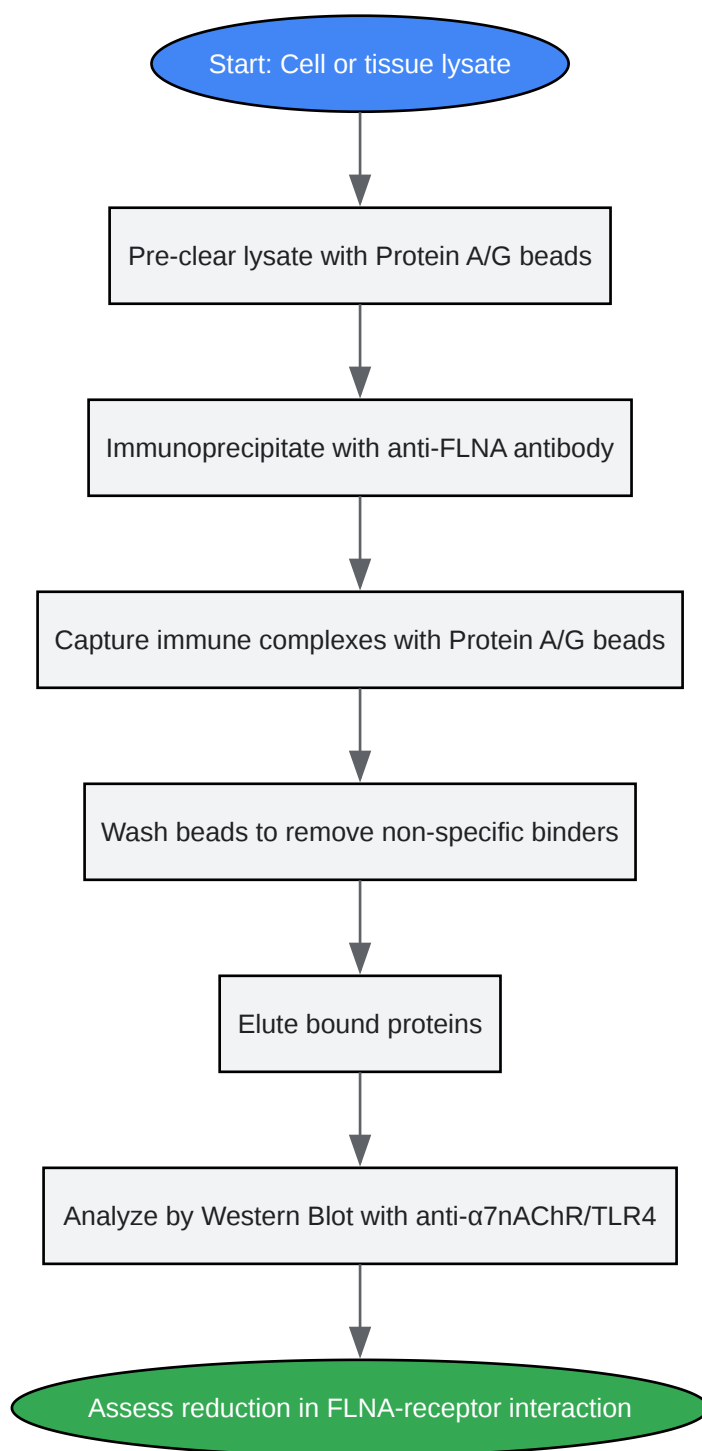 Start: Cell or tissue lysate
Pre-clear lysate with Protein A/G beads
Immunoprecipitate with anti-FLNA antibody
Capture immune complexes with Protein A/G beads
Wash beads to remove non-specific binders
Elute bound proteins
Analyze by Western Blot with anti-α7nAChR/TLR4
Assess reduction in FLNA-receptor interaction